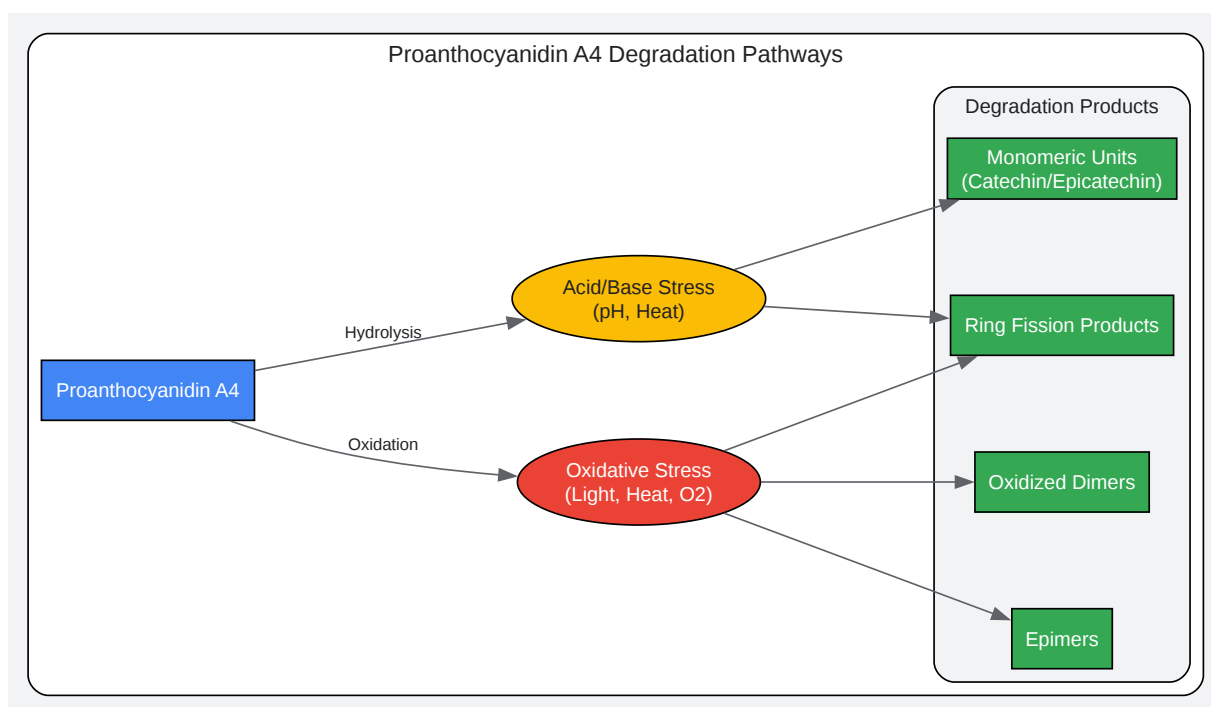 Proanthocyanidin A4 Degradation Pathways
Degradation Products
Monomeric Units
(Catechin/Epicatechin)
Acid/Base Stress
(pH, Heat)
Hydrolysis
Ring Fission Products
Proanthocyanidin A4
Oxidation
Oxidative Stress
(Light, Heat, O2)
Oxidized Dimers
Epimers